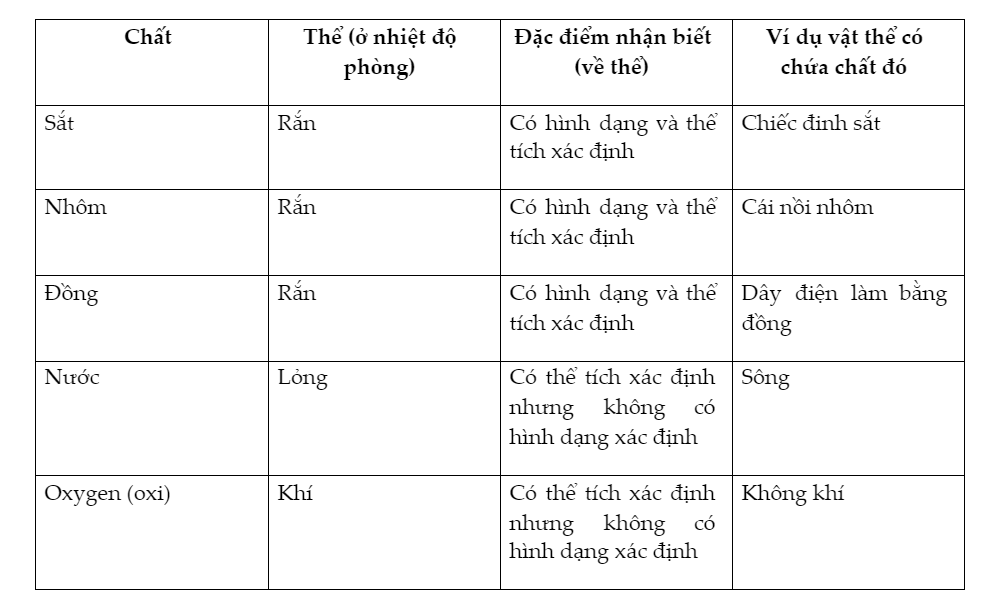 Chất
Thể (ở nhiệt độ
phòng)
Đặc điểm nhận biết
(về thể)
Ví dụ vật thể có
chứa chất đó
Sắt
Rắn
Có hình dạng và thể
tích xác định
Chiếc đinh sắt
Nhôm
Rắn
Có hình dạng và thể
tích xác định
Cái nồi nhôm
Đồng
Rắn
Có hình dạng và thể
tích xác định
Dây điện làm bằng
đồng
Nước
Lỏng
Có thể tích xác định
nhưng không có
hình dạng xác định
Sông
Oxygen (oxi)
Khí
Có thể tích xác định
nhưng không có
hình dạng xác định
Không khí